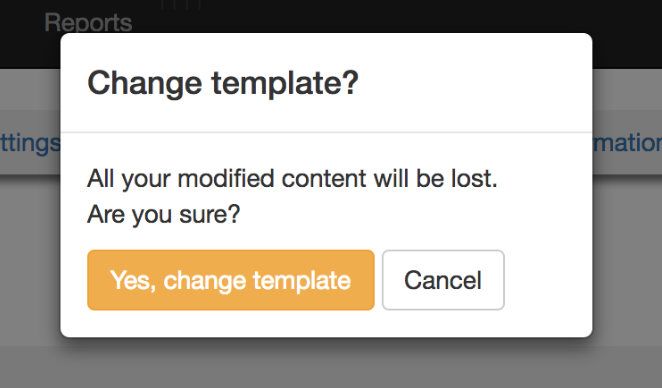 Reports
Change template?
ttings
mation
All your modified content will be lost.
Are you sure?
Yes, change template
Cancel